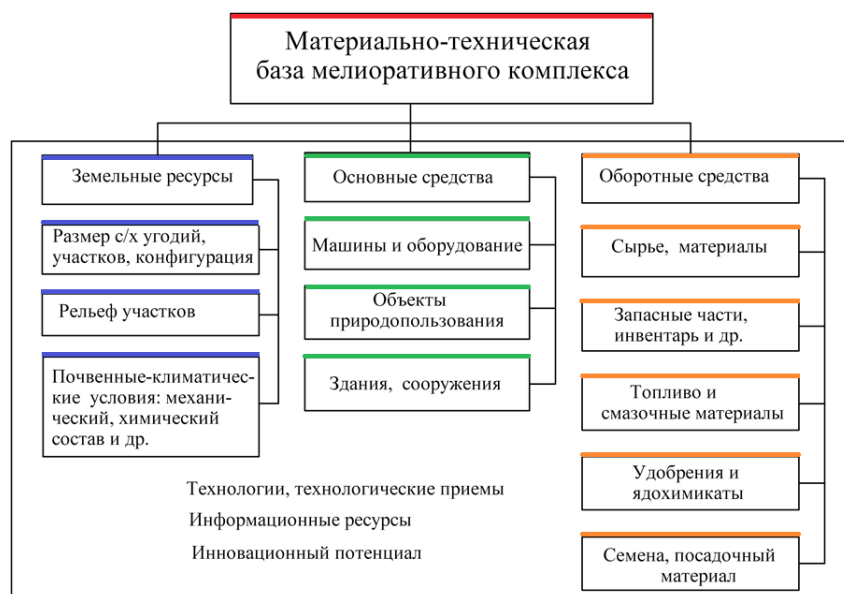 Материально-техническая
база мелиоративного комплекса
Земельные ресурсы
Размер с/х угодий,
участков, конфигурация
Рельеф участков
Почвенные-климатичес-
кие условия: механи-
ческий, химический
состав и др.
Основные средства
Машины и оборудование
Объекты
природопользования
Здания, сооружения
Оборотные средства
Сырье, материалы
Запасные части,
инвентарь и др.
Топливо и
смазочные материалы
Удобрения и
ядохимикаты
Семена, посадочный
материал
Технологии, технологические приемы
Информационные ресурсы
Инновационный потенциал